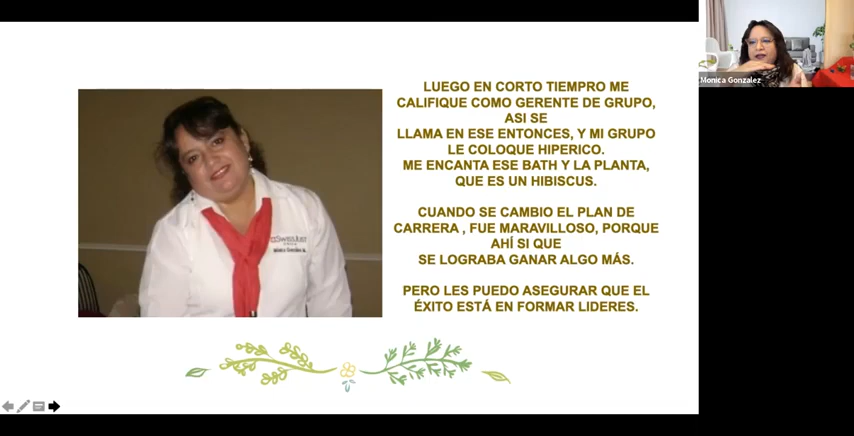 LUEGO EN CORTO TIEMPRO ME
CALIFIQUE COMO GERENTE DE GRUPO,
ASI SE
LLAMA EN ESE ENTONCES, Y MI GRUPO
LE COLOQUE HIPERICO.
ME ENCANTA ESE BATH Y LA PLANTA,
QUE ES UN HIBISCUS.
CUANDO SE CAMBIO EL PLAN DE
CARRERA , FUE MARAVILLOSO, PORQUE
AHÍ SI QUE
SE LOGRABA GANAR ALGO MÁS.
PERO LES PUEDO ASEGURAR QUE EL
ÉXITO ESTÁ EN FORMAR LIDERES.
Monica Gonzalez